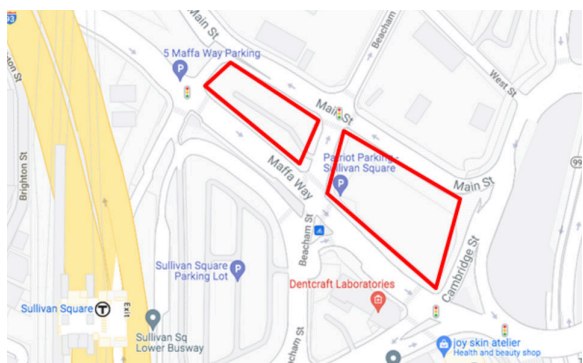 93
5 Maffa Way Parking
P
Main St
Beacham St
West St
Main St
Brighton St
Maffa Way
Patriot Parking -
Sullivan Square
P
99
Main St
Beacham St
Sullivan Square
Parking Lot
P
Dentcraft Laboratories
Cambridge St
Sullivan Square
T
Exit
Sullivan Sq
Lower Busway
joy skin atelier
Health and beauty shop